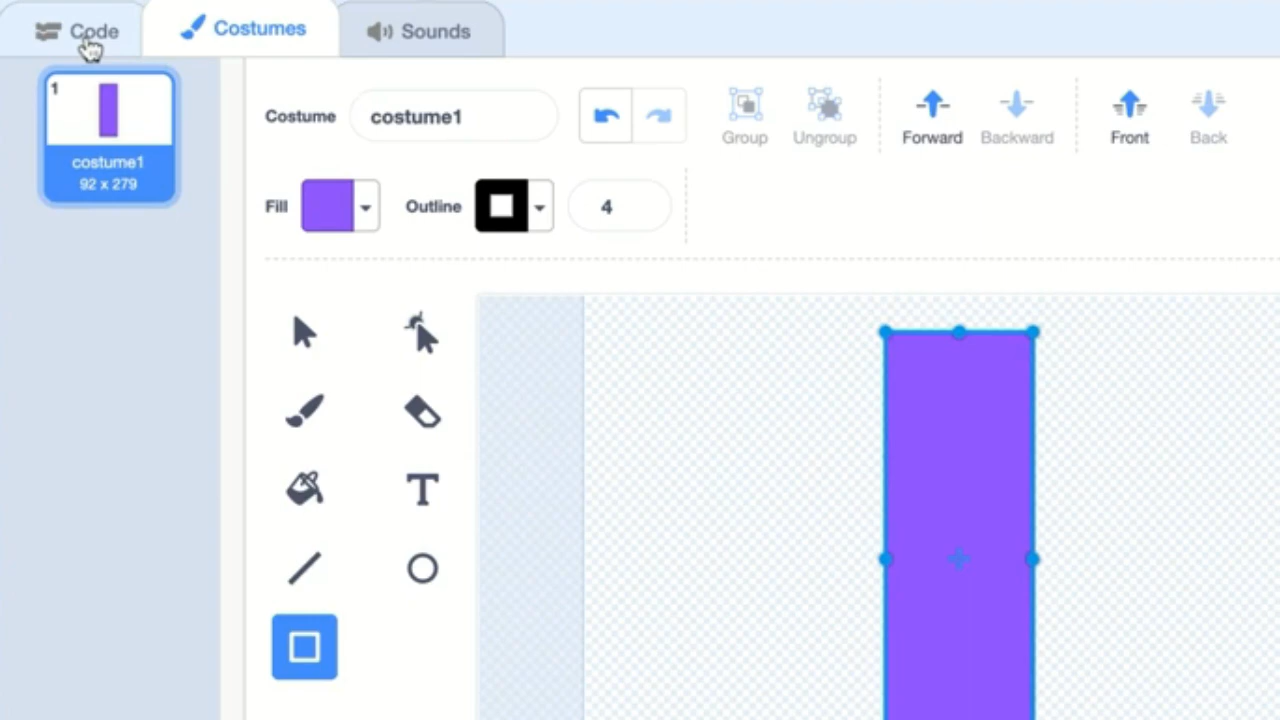 Code
Costumes
Sounds
1
costume1
92 x 279
Costume
costume1
Group
Ungroup
Forward
Backward
Front
Back
Fill
Outline
4
T